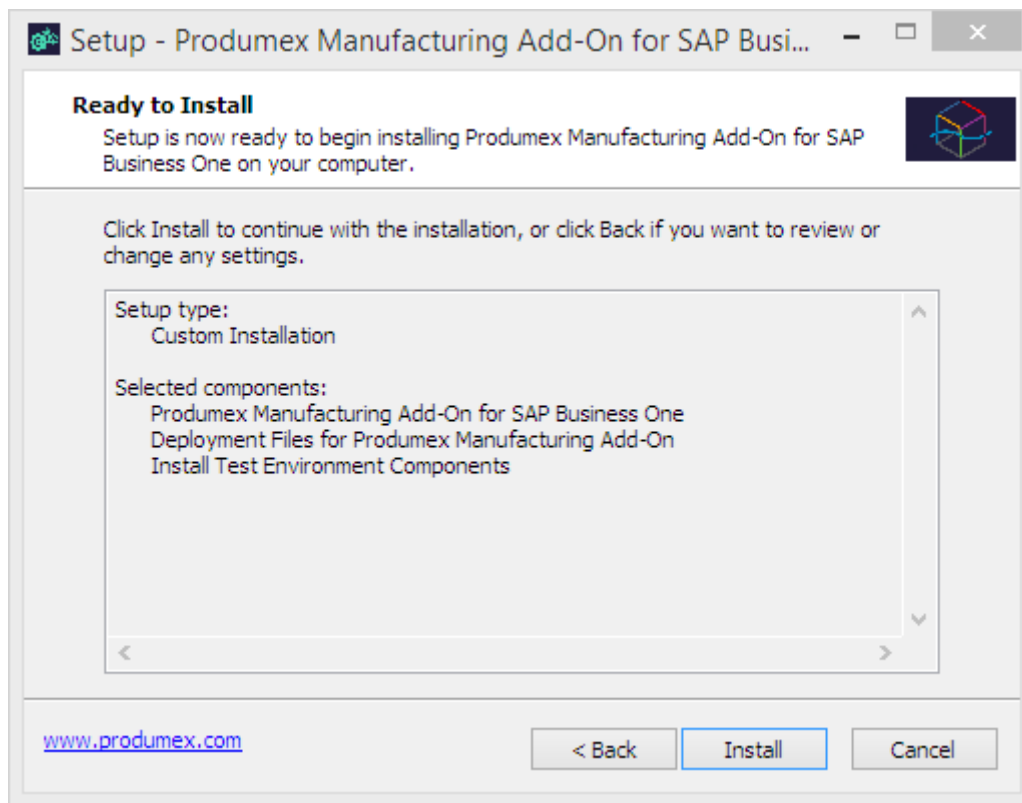 Setup - Produmex Manufacturing Add-On for SAP Busi...
Ready to Install
Setup is now ready to begin installing Produmex Manufacturing Add-On for SAP
Business One on your computer.
Click Install to continue with the installation, or click Back if you want to review or
change any settings.
Setup type:
Custom Installation
Selected components:
Produmex Manufacturing Add-On for SAP Business One
Deployment Files for Produmex Manufacturing Add-On
Install Test Environment Components
www.produmex.com
< Back
Install
Cancel